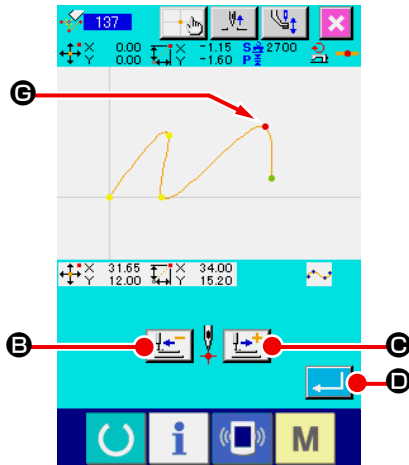 137
X 0.00 X -1.15 S 2700
Y 0.00 Y -1.60 P
G
X 31.65 X 34.00
Y 12.00 Y 15.20
B C
D
i M